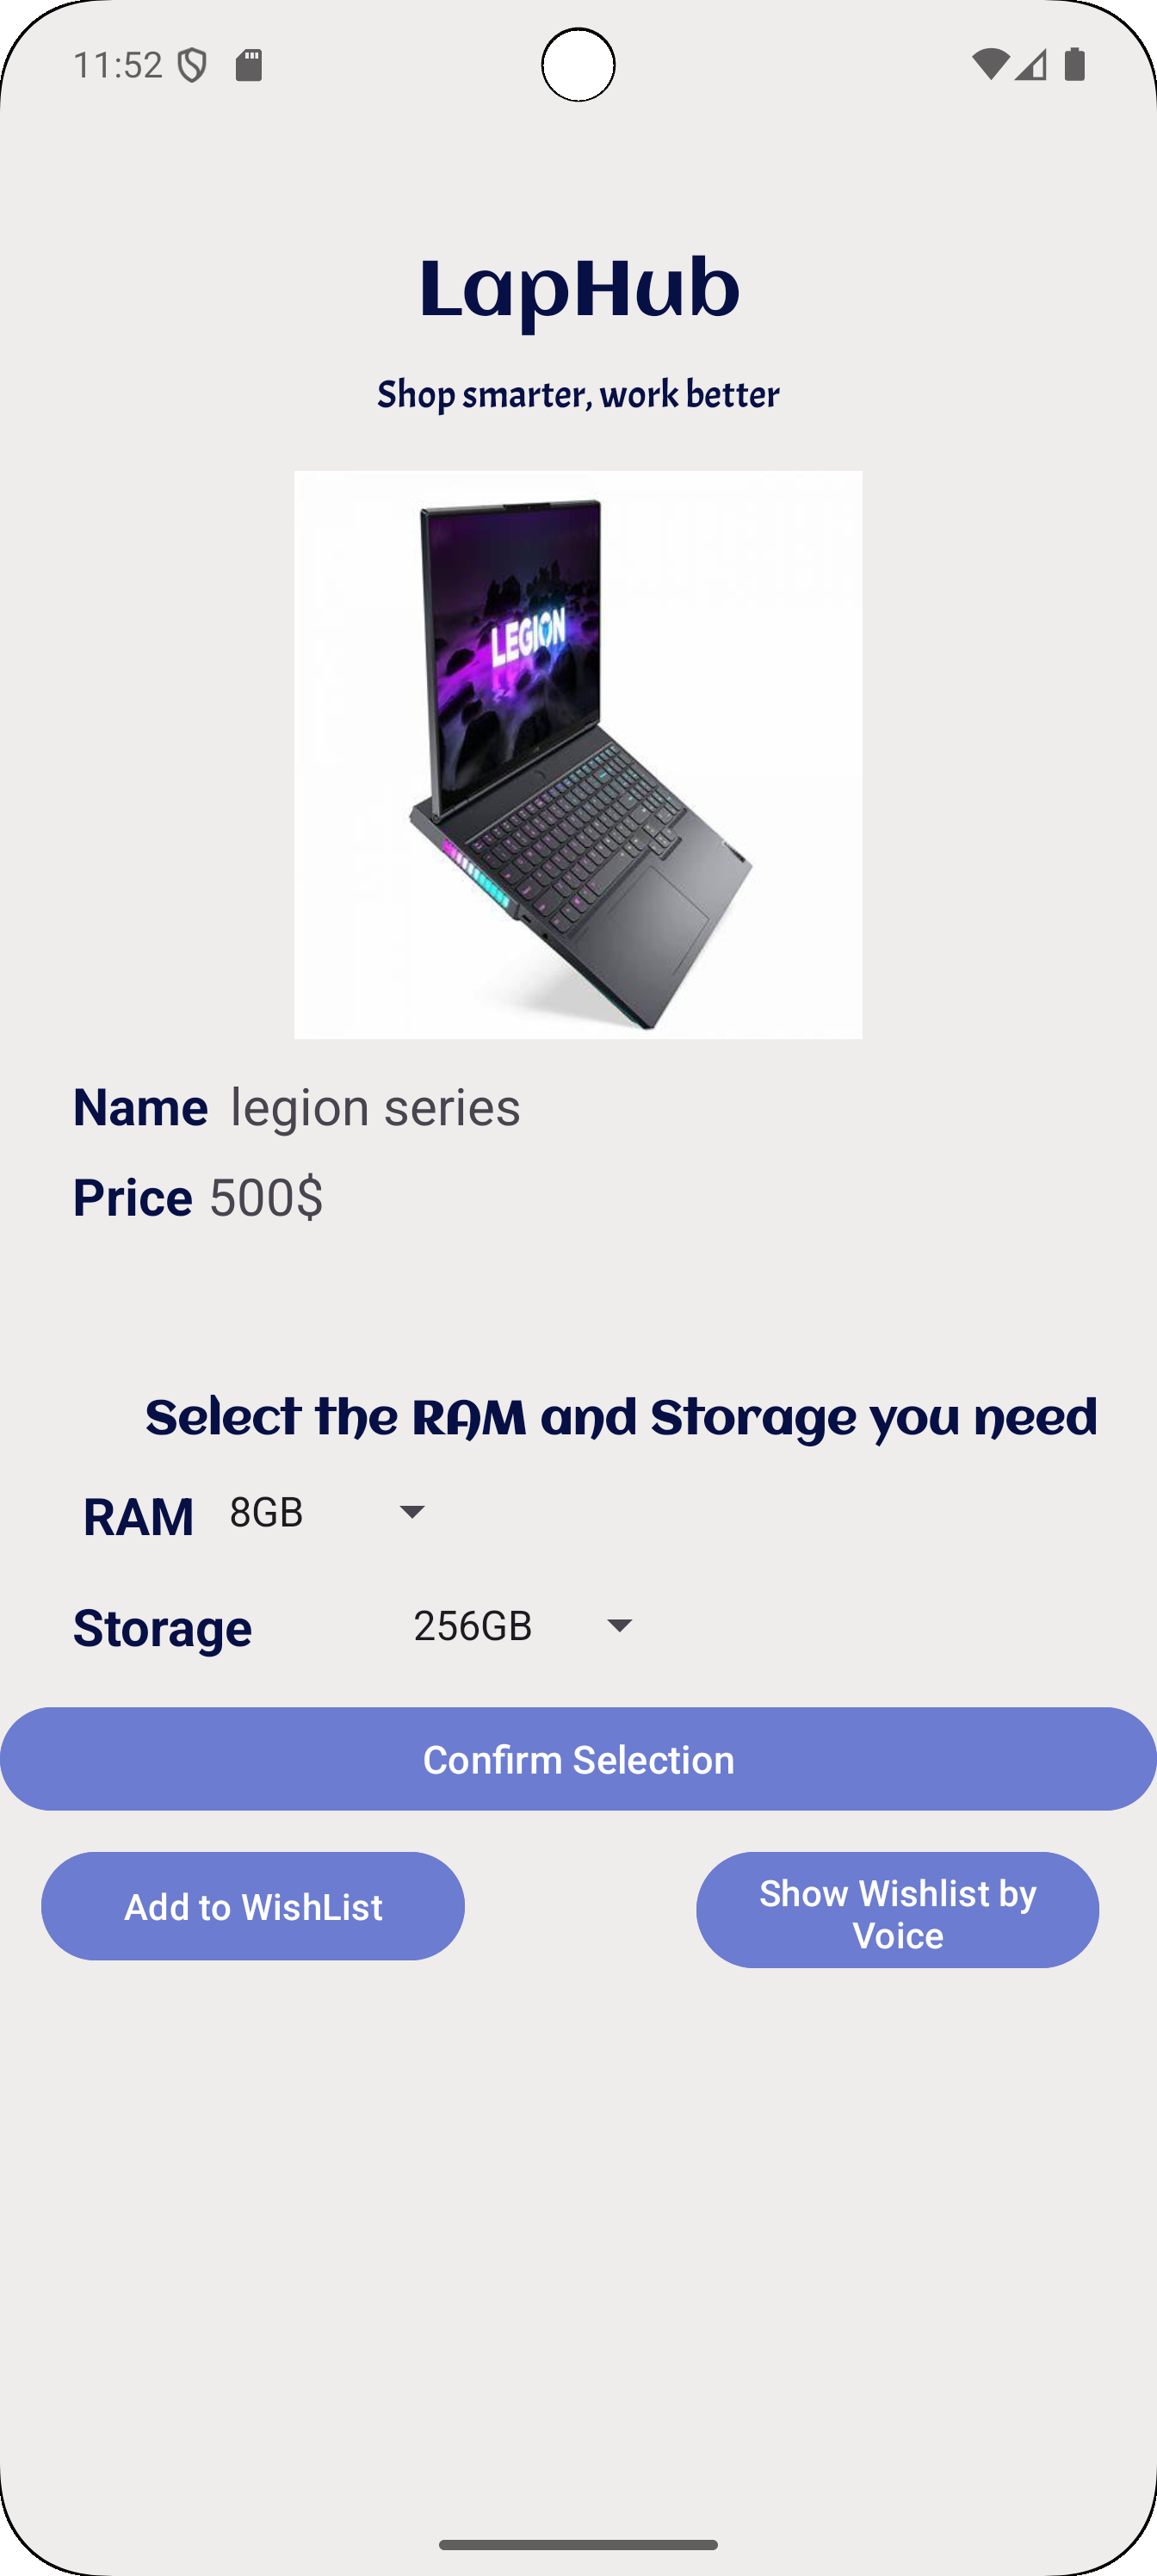 11:52
LapHub
Shop smarter, work better
LEGION
Name legion series
Price 500$
Select the RAM and Storage you need
RAM 8GB
Storage 256GB
Confirm Selection
Add to WishList
Show Wishlist by
Voice